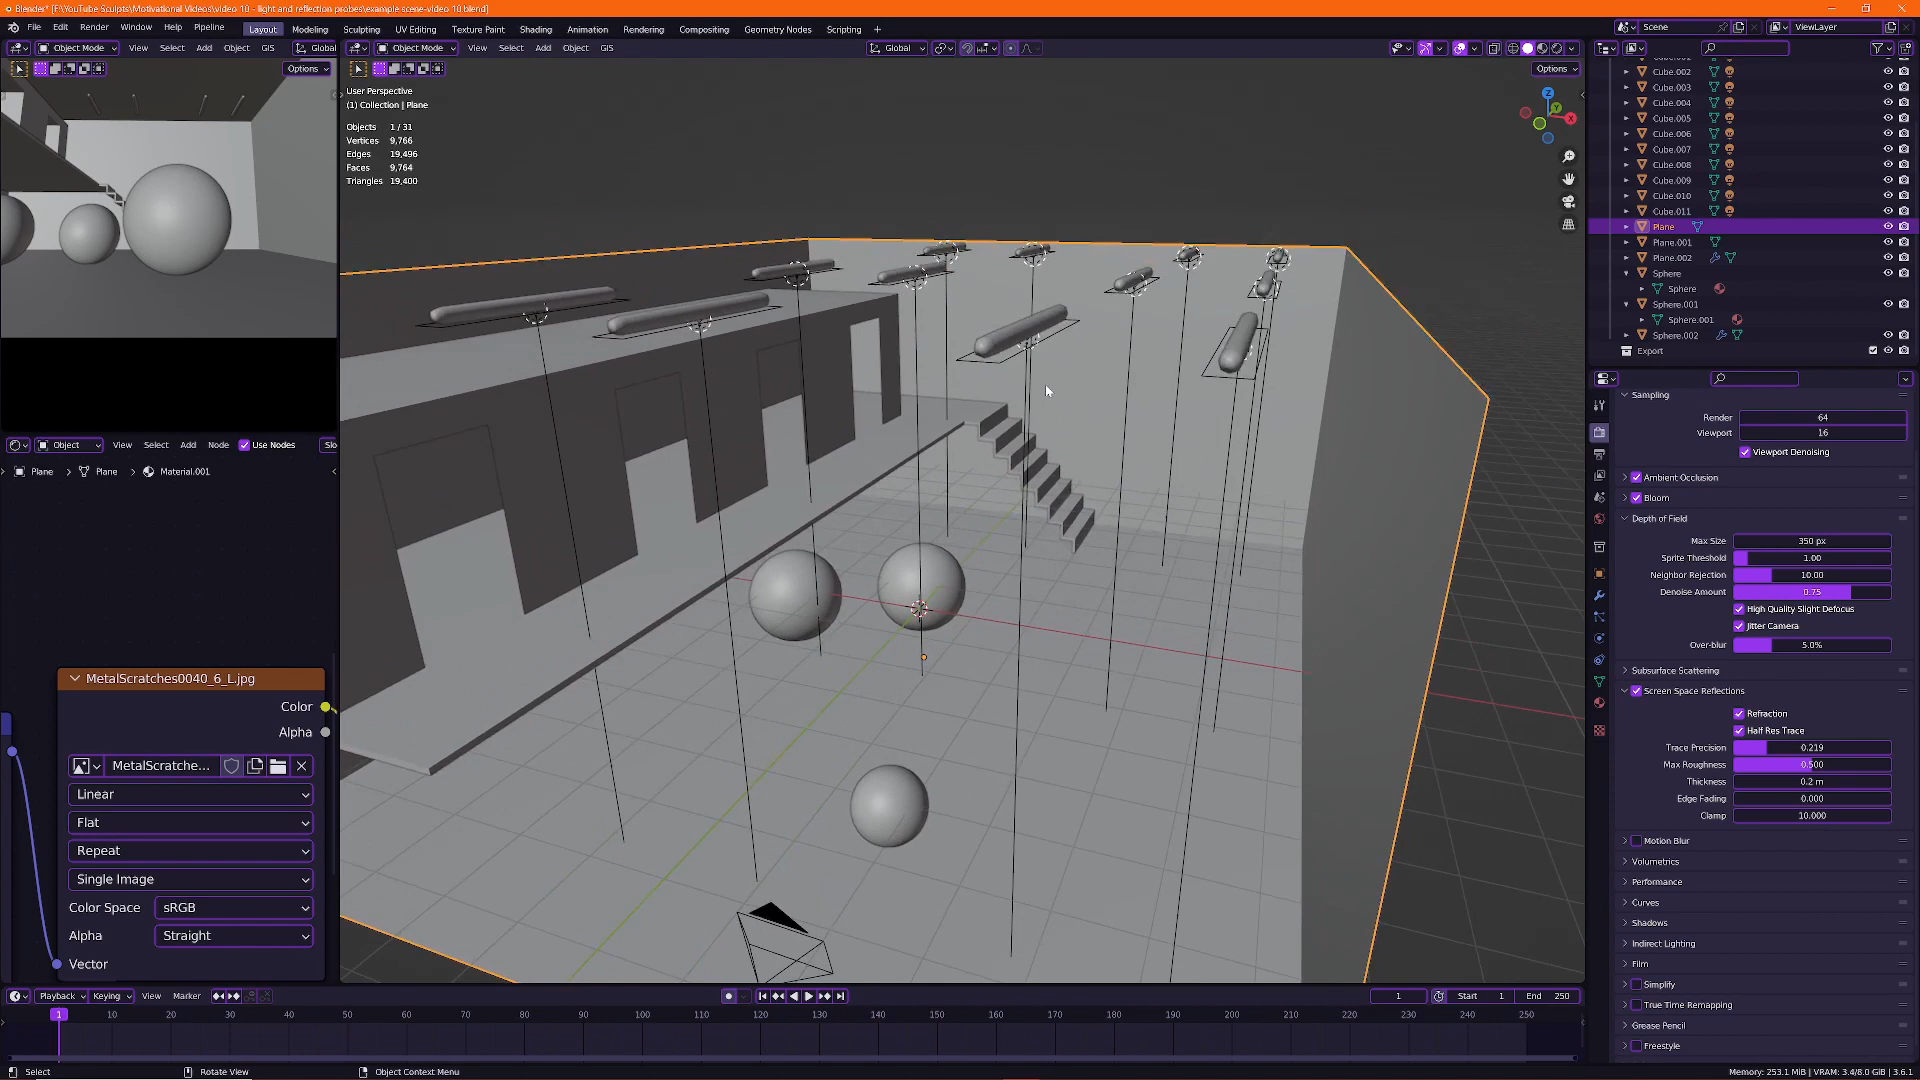 Blender* [F:\YouTube Sculpts\Motivational Videos\video 10 - light and reflection probes\example scene-video 10.blend]
File Edit Render Window Help Pipeline Layout Modeling Sculpting UV Editing Texture Paint Shading Animation Rendering Compositing Geometry Nodes Scripting + Scene ViewLayer
Object Mode View Select Add Object GIS Global Object Mode View Select Add Object GIS Global
Options Options
User Perspective
(1) Collection | Plane
Objects 1 / 31
Vertices 9,766
Edges 19,496
Faces 9,764
Triangles 19,400
Z
Y
X
Cube.002
Cube.003
Cube.004
Cube.005
Cube.006
Cube.007
Cube.008
Cube.009
Cube.010
Cube.011
Plane
Plane.001
Plane.002
Sphere
Sphere
Sphere.001
Sphere.001
Sphere.002
Export
Object View Select Add Node Use Nodes Slo
Plane > Plane > Material.001
MetalScratches0040_6_L.jpg
Color
Alpha
MetalScratche...
Linear
Flat
Repeat
Single Image
Color Space sRGB
Alpha Straight
Vector
Sampling
Render 64
Viewport 16
Viewport Denoising
Ambient Occlusion
Bloom
Depth of Field
Max Size 350 px
Sprite Threshold 1.00
Neighbor Rejection 10.00
Denoise Amount 0.75
High Quality Slight Defocus
Jitter Camera
Over-blur 5.0%
Subsurface Scattering
Screen Space Reflections
Refraction
Half Res Trace
Trace Precision 0.219
Max Roughness 0.500
Thickness 0.2 m
Edge Fading 0.000
Clamp 10.000
Motion Blur
Volumetrics
Performance
Curves
Shadows
Indirect Lighting
Film
Simplify
True Time Remapping
Grease Pencil
Freestyle
Playback Keying View Marker 1 Start 1 End 250
1 10 20 30 40 50 60 70 80 90 100 110 120 130 140 150 160 170 180 190 200 210 220 230 240 250
Select Rotate View Object Context Menu Memory: 253.1 MiB | VRAM: 3.4/8.0 GiB | 3.6.1